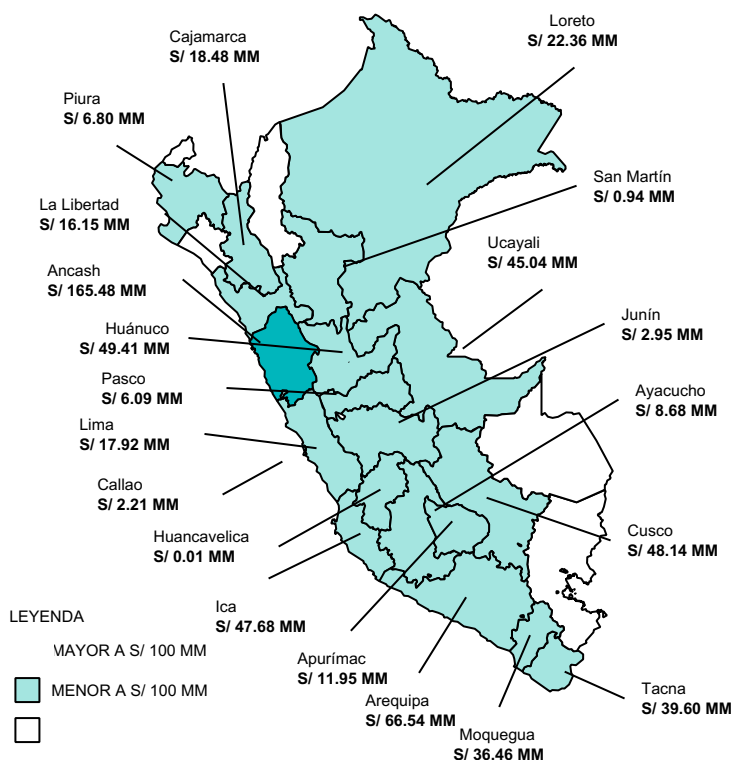 Loreto
S/ 22.36 MM
Cajamarca
S/ 18.48 MM
Piura
S/ 6.80 MM
San Martín
S/ 0.94 MM
La Libertad
S/ 16.15 MM
Ucayali
S/ 45.04 MM
Ancash
S/ 165.48 MM
Junín
S/ 2.95 MM
Huánuco
S/ 49.41 MM
Pasco
S/ 6.09 MM
Ayacucho
S/ 8.68 MM
Lima
S/ 17.92 MM
Callao
S/ 2.21 MM
Huancavelica
S/ 0.01 MM
Cusco
S/ 48.14 MM
Ica
S/ 47.68 MM
LEYENDA
MAYOR A S/ 100 MM
MENOR A S/ 100 MM
Apurímac
S/ 11.95 MM
Arequipa
S/ 66.54 MM
Tacna
S/ 39.60 MM
Moquegua
S/ 36.46 MM